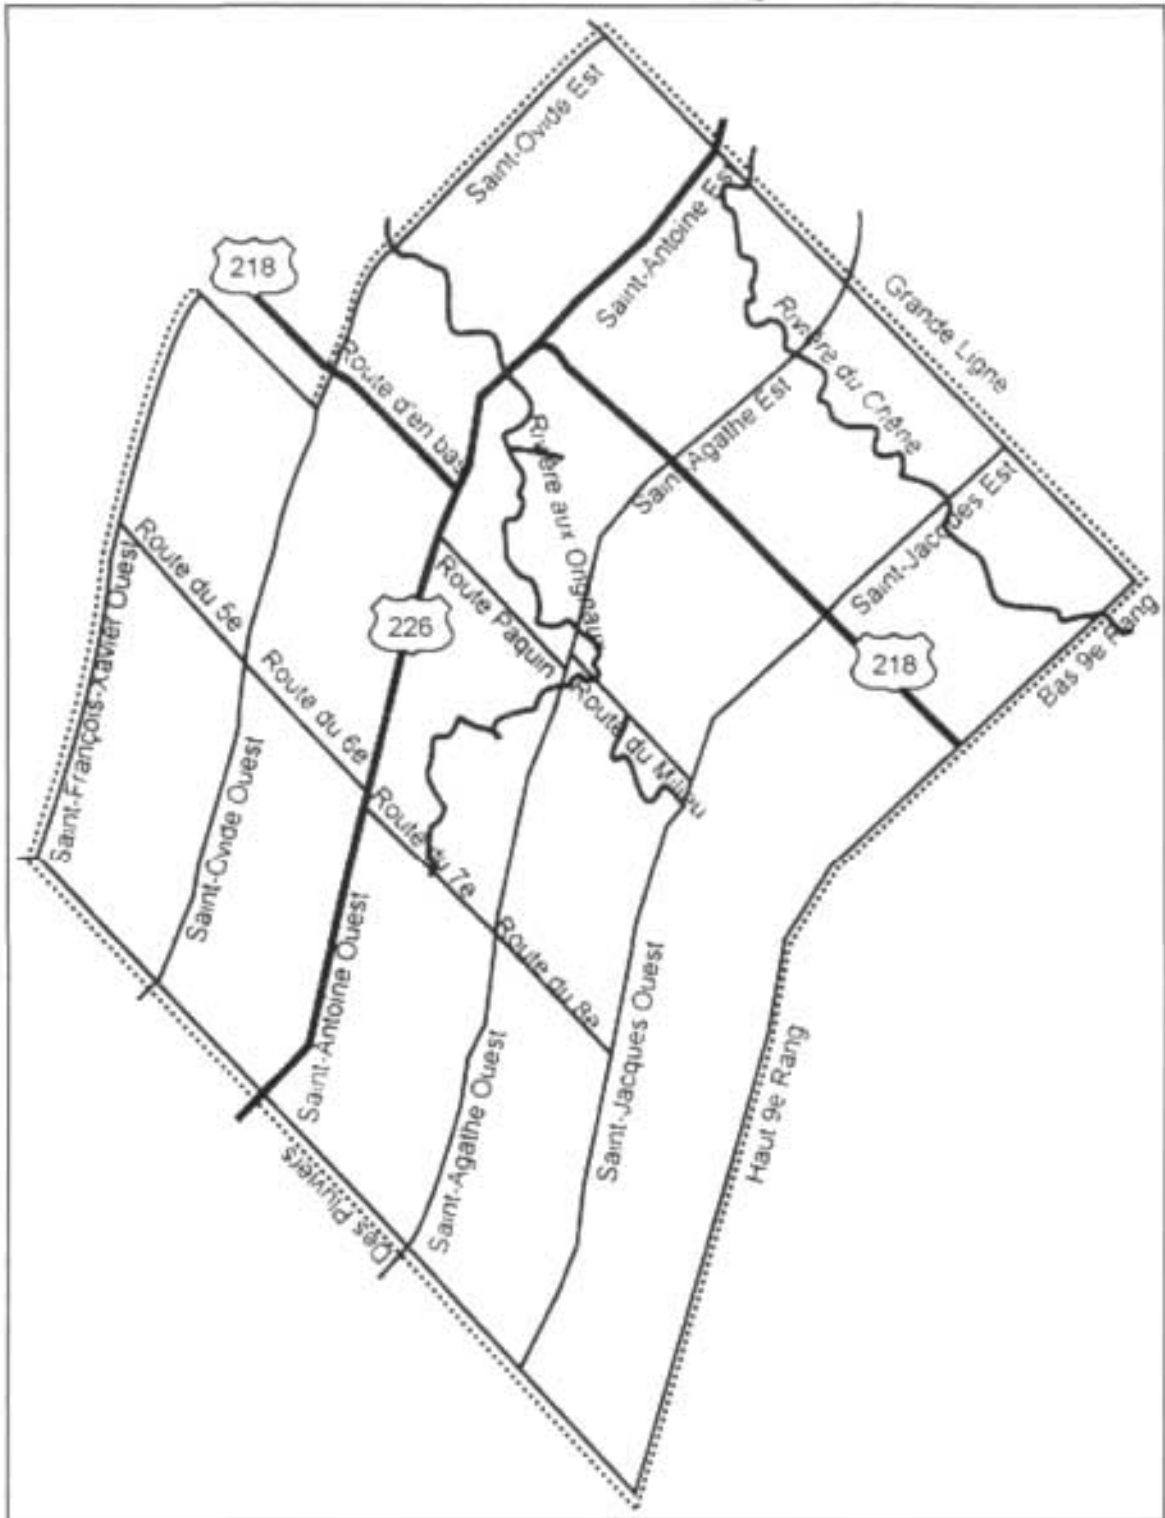 Saint-Ovide Est
218
Saint-Antoine Est
Grande Ligne
Rivière du Chêne
Route d'en bas
Saint-Agathe Est
Rivière aux Originaux
Saint-Jacques Est
Route du 5e
Saint-François-Xavier Ouest
Route Paquin
226
218
Bas 9e Rang
Route du 6e
Route du Milieu
Saint-Ovide Ouest
Route du 7e
Saint-Antoine Ouest
Route du 8e
Saint-Jacques Ouest
Saint-Agathe Ouest
Haut 9e Rang
Des Pluviers